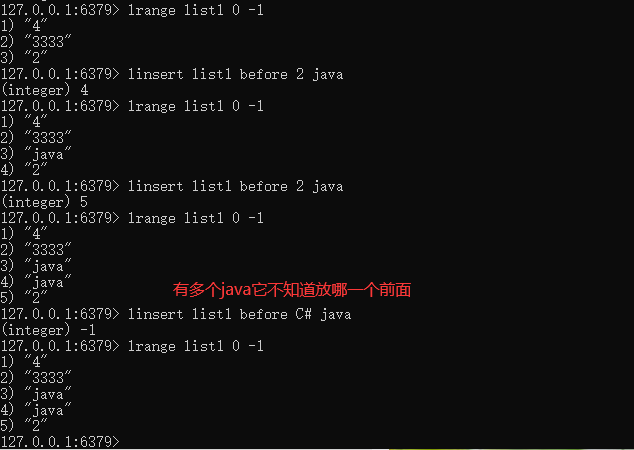 127.0.0.1:6379> lrange list1 0 -1
1) "4"
2) "3333"
3) "2"
127.0.0.1:6379> linsert list1 before 2 java
(integer) 4
127.0.0.1:6379> lrange list1 0 -1
1) "4"
2) "3333"
3) "java"
4) "2"
127.0.0.1:6379> linsert list1 before 2 java
(integer) 5
127.0.0.1:6379> lrange list1 0 -1
1) "4"
2) "3333"
3) "java"
4) "java"
5) "2"
有多个java它不知道放哪一个前面
127.0.0.1:6379> linsert list1 before C# java
(integer) -1
127.0.0.1:6379> lrange list1 0 -1
1) "4"
2) "3333"
3) "java"
4) "java"
5) "2"
127.0.0.1:6379>